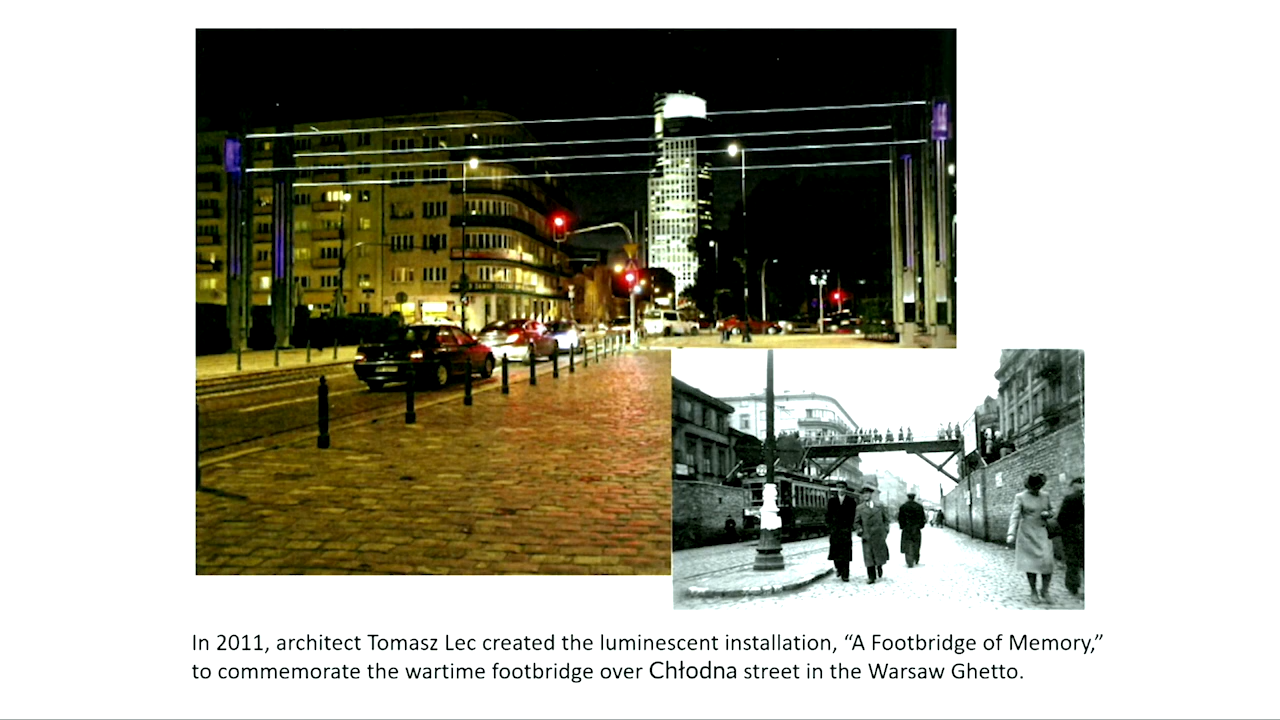 In 2011, architect Tomasz Lec created the luminescent installation, “A Footbridge of Memory,”
to commemorate the wartime footbridge over Chłodna street in the Warsaw Ghetto.